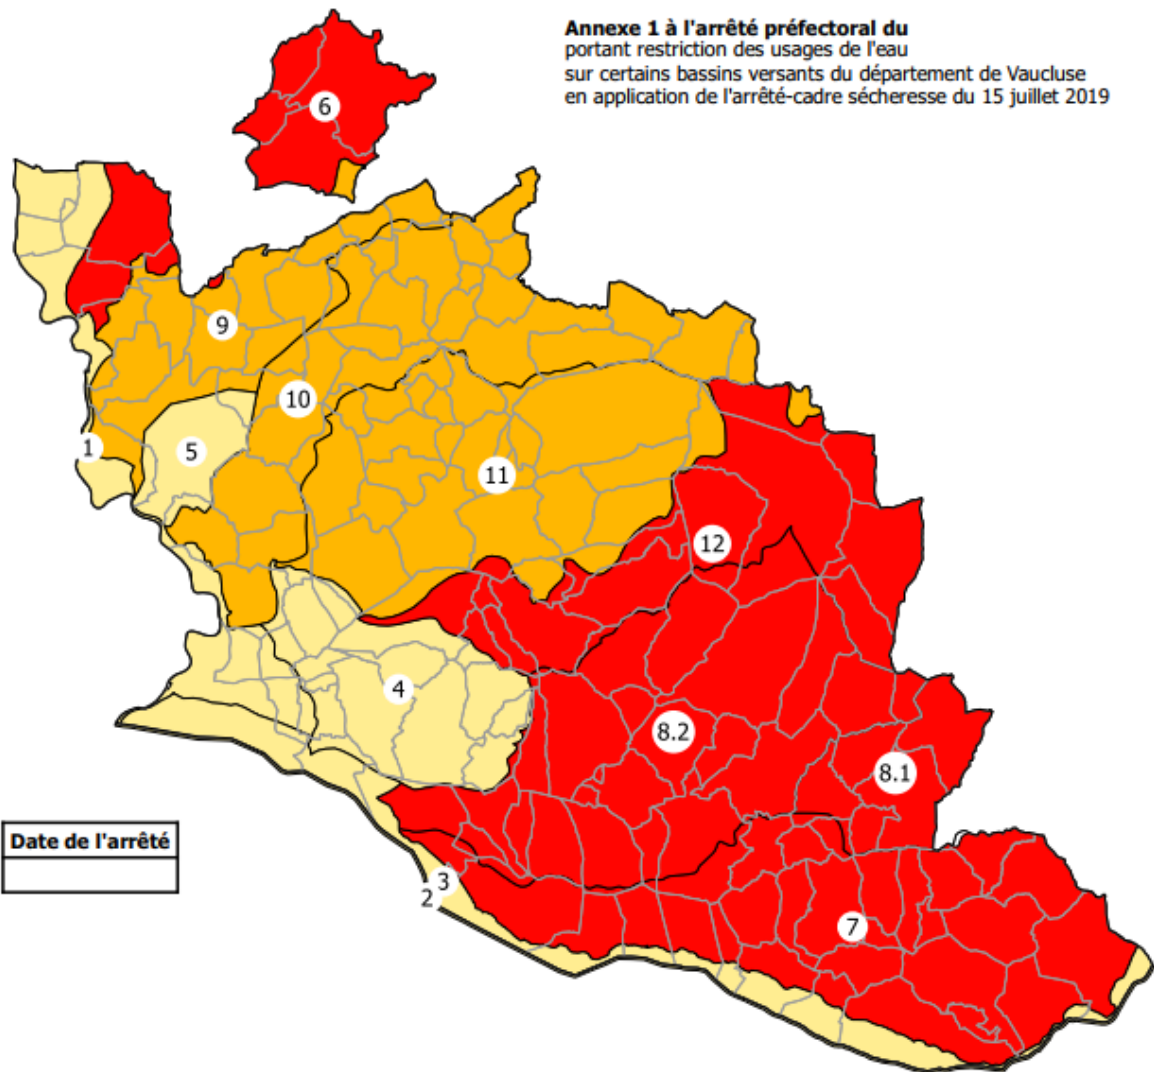 Annexe 1 à l'arrêté préfectoral du
portant restriction des usages de l'eau
sur certains bassins versants du département de Vaucluse
en application de l'arrêté-cadre sécheresse du 15 juillet 2019
6
9
10
1
5
11
12
4
8.2
8.1
Date de l'arrêté
3
2
7